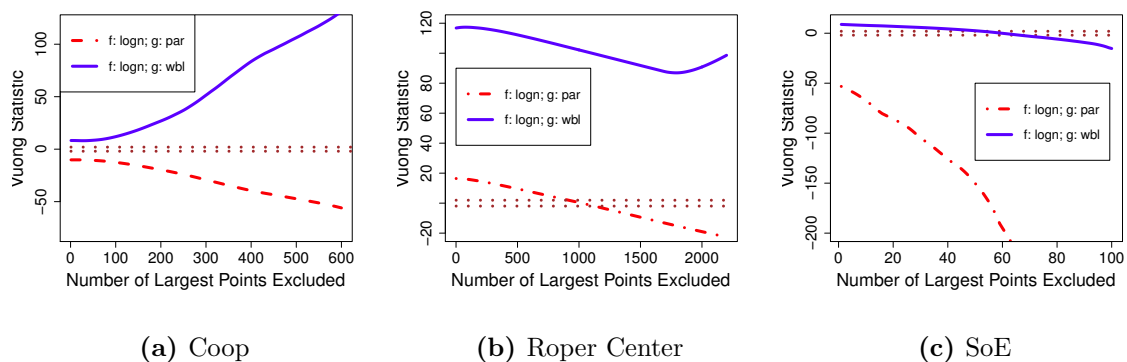 Vuong Statistic
100
50
0
−50
f: logn; g: par
f: logn; g: wbl
0 100 200 300 400 500 600
Number of Largest Points Excluded
(a) Coop
Vuong Statistic
120
100
80
60
40
20
−20
f: logn; g: par
f: logn; g: wbl
0 500 1000 1500 2000
Number of Largest Points Excluded
(b) Roper Center
Vuong Statistic
0
−50
−100
−150
−200
f: logn; g: par
f: logn; g: wbl
0 20 40 60 80 100
Number of Largest Points Excluded
(c) SoE